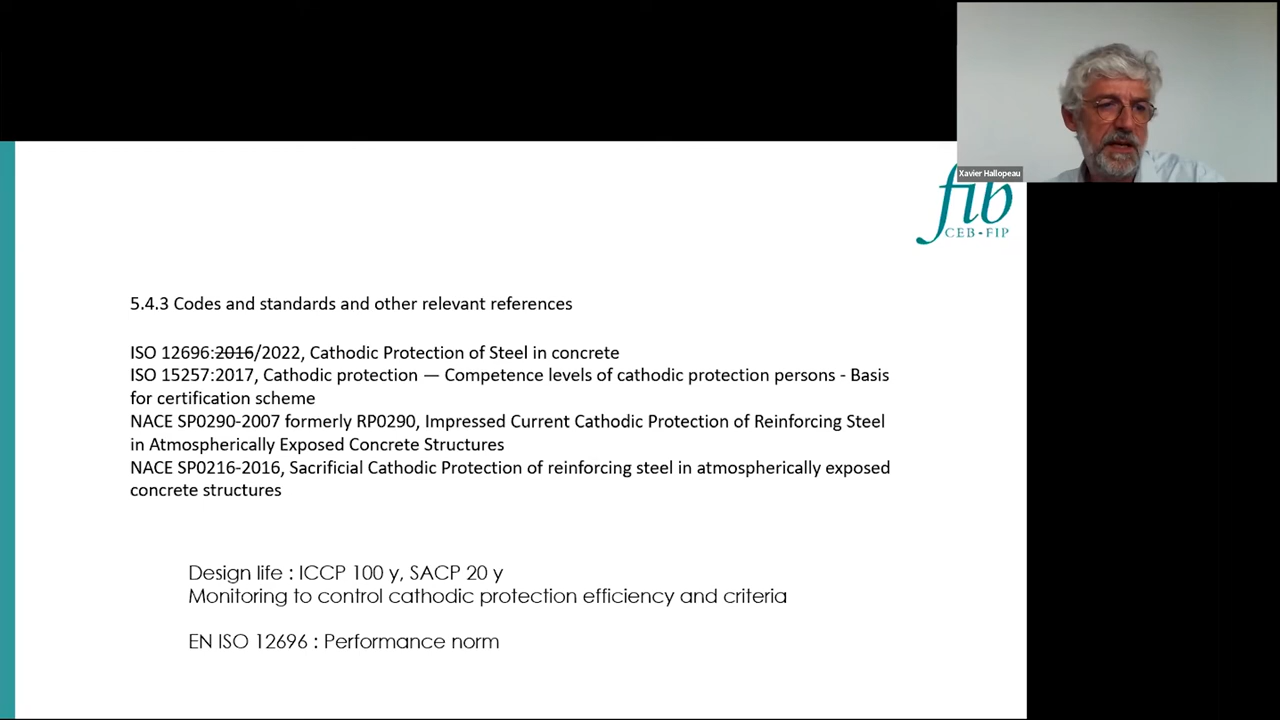 Xavier Hallopeau
fib
CEB-FIP
5.4.3 Codes and standards and other relevant references
ISO 12696:2016/2022, Cathodic Protection of Steel in concrete
ISO 15257:2017, Cathodic protection — Competence levels of cathodic protection persons - Basis
for certification scheme
NACE SP0290-2007 formerly RP0290, Impressed Current Cathodic Protection of Reinforcing Steel
in Atmospherically Exposed Concrete Structures
NACE SP0216-2016, Sacrificial Cathodic Protection of reinforcing steel in atmospherically exposed
concrete structures
Design life : ICCP 100 y, SACP 20 y
Monitoring to control cathodic protection efficiency and criteria
EN ISO 12696 : Performance norm